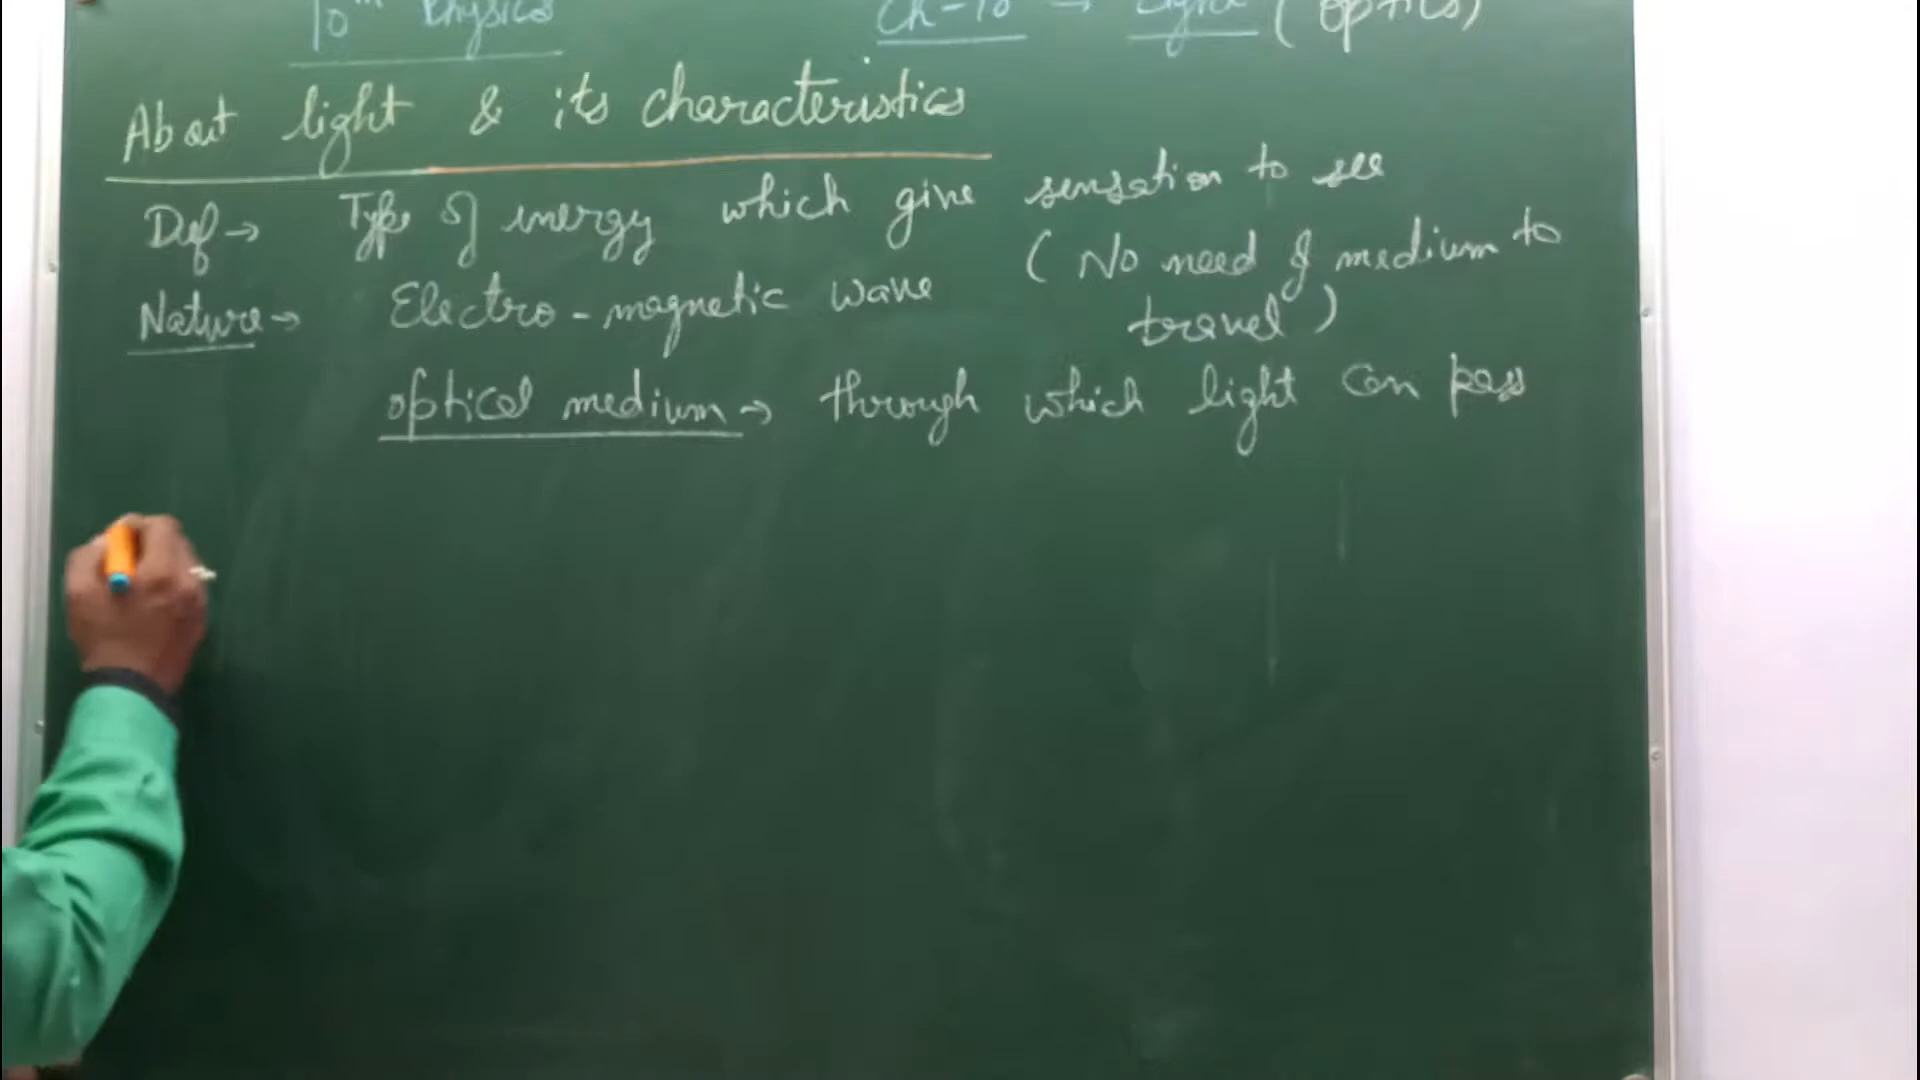 10th Physics Ch-10 → Light (optics)
About light & its characteristics
Def → Type of energy which give sensation to see
Nature → Electro-magnetic wave (No need of medium to travel)
optical medium → through which light can pass